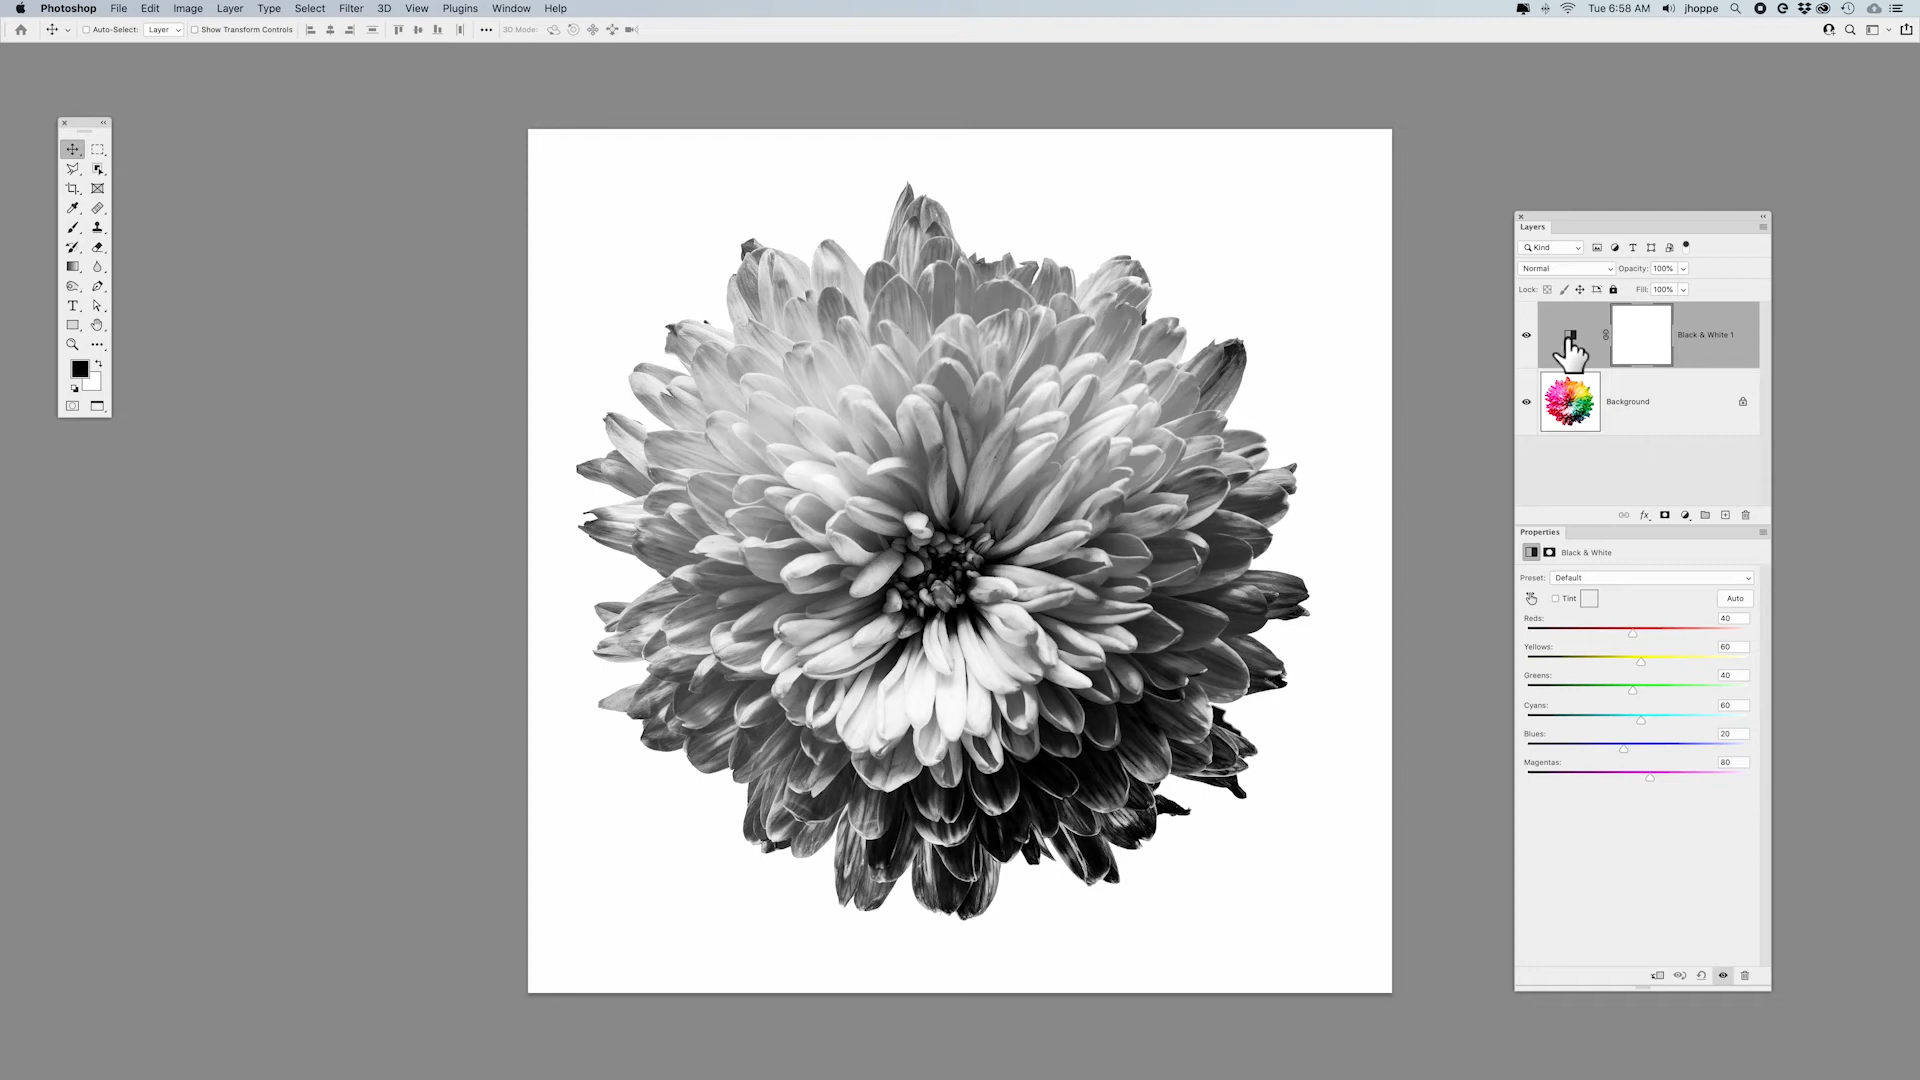 Photoshop File Edit Image Layer Type Select Filter 3D View Plugins Window Help
Tue 6:58 AM jhoppe
Auto-Select: Layer Show Transform Controls 3D Mode:
Layers
Kind
Normal Opacity: 100%
Lock: Fill: 100%
Black & White 1
Background
fx
Properties
Black & White
Preset: Default
Tint Auto
Reds: 40
Yellows: 60
Greens: 40
Cyans: 60
Blues: 20
Magentas: 80